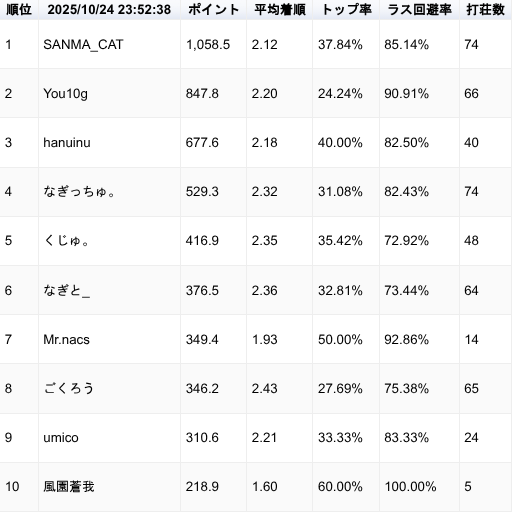 順位 2025/10/24 23:52:38 ポイント 平均着順 トップ率 ラス回避率 打荘数
1 SANMA_CAT 1,058.5 2.12 37.84% 85.14% 74
2 You10g 847.8 2.20 24.24% 90.91% 66
3 hanuinu 677.6 2.18 40.00% 82.50% 40
4 なぎっちゅ。 529.3 2.32 31.08% 82.43% 74
5 くじゅ。 416.9 2.35 35.42% 72.92% 48
6 なぎと_ 376.5 2.36 32.81% 73.44% 64
7 Mr.nacs 349.4 1.93 50.00% 92.86% 14
8 ごくろう 346.2 2.43 27.69% 75.38% 65
9 umico 310.6 2.21 33.33% 83.33% 24
10 風園蒼我 218.9 1.60 60.00% 100.00% 5